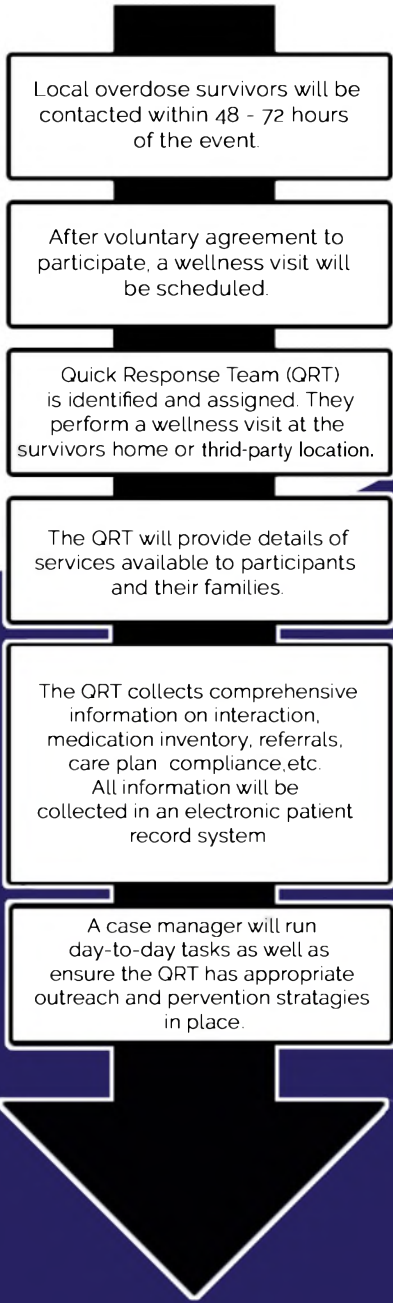 Local overdose survivors will be
contacted within 48 - 72 hours
of the event.
After voluntary agreement to
participate, a wellness visit will
be scheduled.
Quick Response Team (QRT)
is identified and assigned. They
perform a wellness visit at the
survivors home or thrid-party location.
The QRT will provide details of
services available to participants
and their families.
The QRT collects comprehensive
information on interaction,
medication inventory, referrals,
care plan compliance,etc.
All information will be
collected in an electronic patient
record system
A case manager will run
day-to-day tasks as well as
ensure the QRT has appropriate
outreach and pervention stratagies
in place.